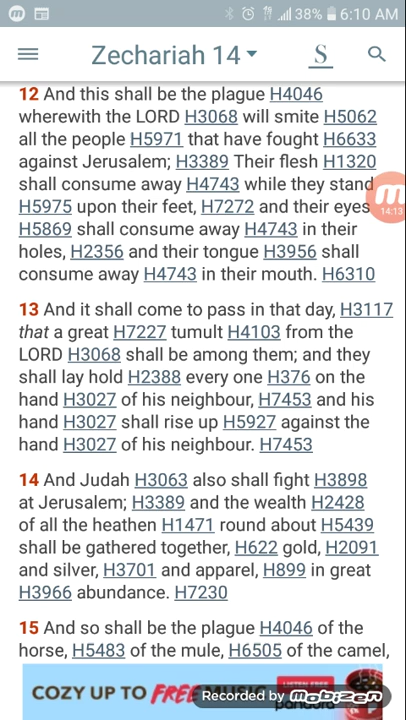 38% 6:10 AM
Zechariah 14 S
12 And this shall be the plague H4046
wherewith the LORD H3068 will smite H5062
all the people H5971 that have fought H6633
against Jerusalem; H3389 Their flesh H1320
shall consume away H4743 while they stand
H5975 upon their feet, H7272 and their eyes
14:13
H5869 shall consume away H4743 in their
holes, H2356 and their tongue H3956 shall
consume away H4743 in their mouth. H6310
13 And it shall come to pass in that day, H3117
that a great H7227 tumult H4103 from the
LORD H3068 shall be among them; and they
shall lay hold H2388 every one H376 on the
hand H3027 of his neighbour, H7453 and his
hand H3027 shall rise up H5927 against the
hand H3027 of his neighbour. H7453
14 And Judah H3063 also shall fight H3898
at Jerusalem; H3389 and the wealth H2428
of all the heathen H1471 round about H5439
shall be gathered together, H622 gold, H2091
and silver, H3701 and apparel, H899 in great
H3966 abundance. H7230
15 And so shall be the plague H4046 of the
horse, H5483 of the mule, H6505 of the camel,
COZY UP TO FREE
LISTEN FREE
pandora
Recorded by mobizen